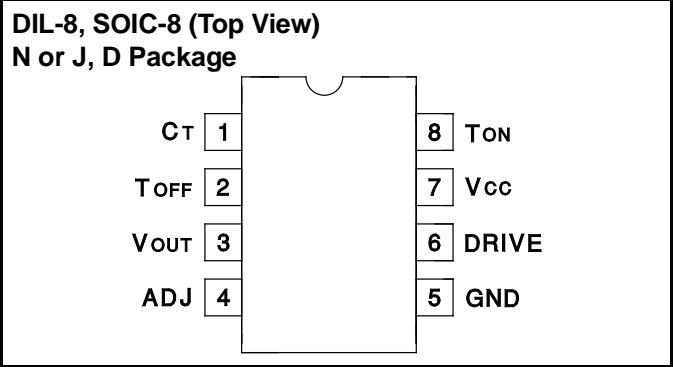 DIL-8, SOIC-8 (Top View)
N or J, D Package
CT 1 8 TON
TOFF 2 7 VCC
VOUT 3 6 DRIVE
ADJ 4 5 GND